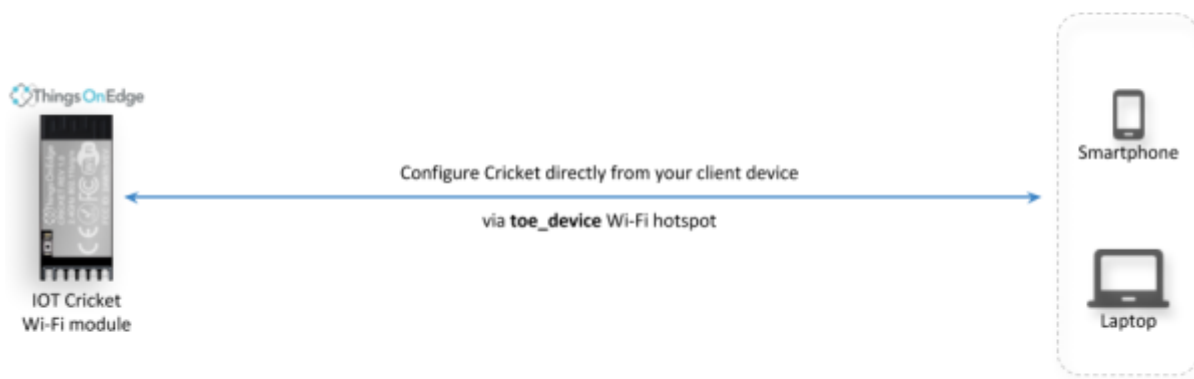 ThingsOnEdge
Configure Cricket directly from your client device
via toe_device Wi-Fi hotspot
IOT Cricket
Wi-Fi module
Smartphone
Laptop